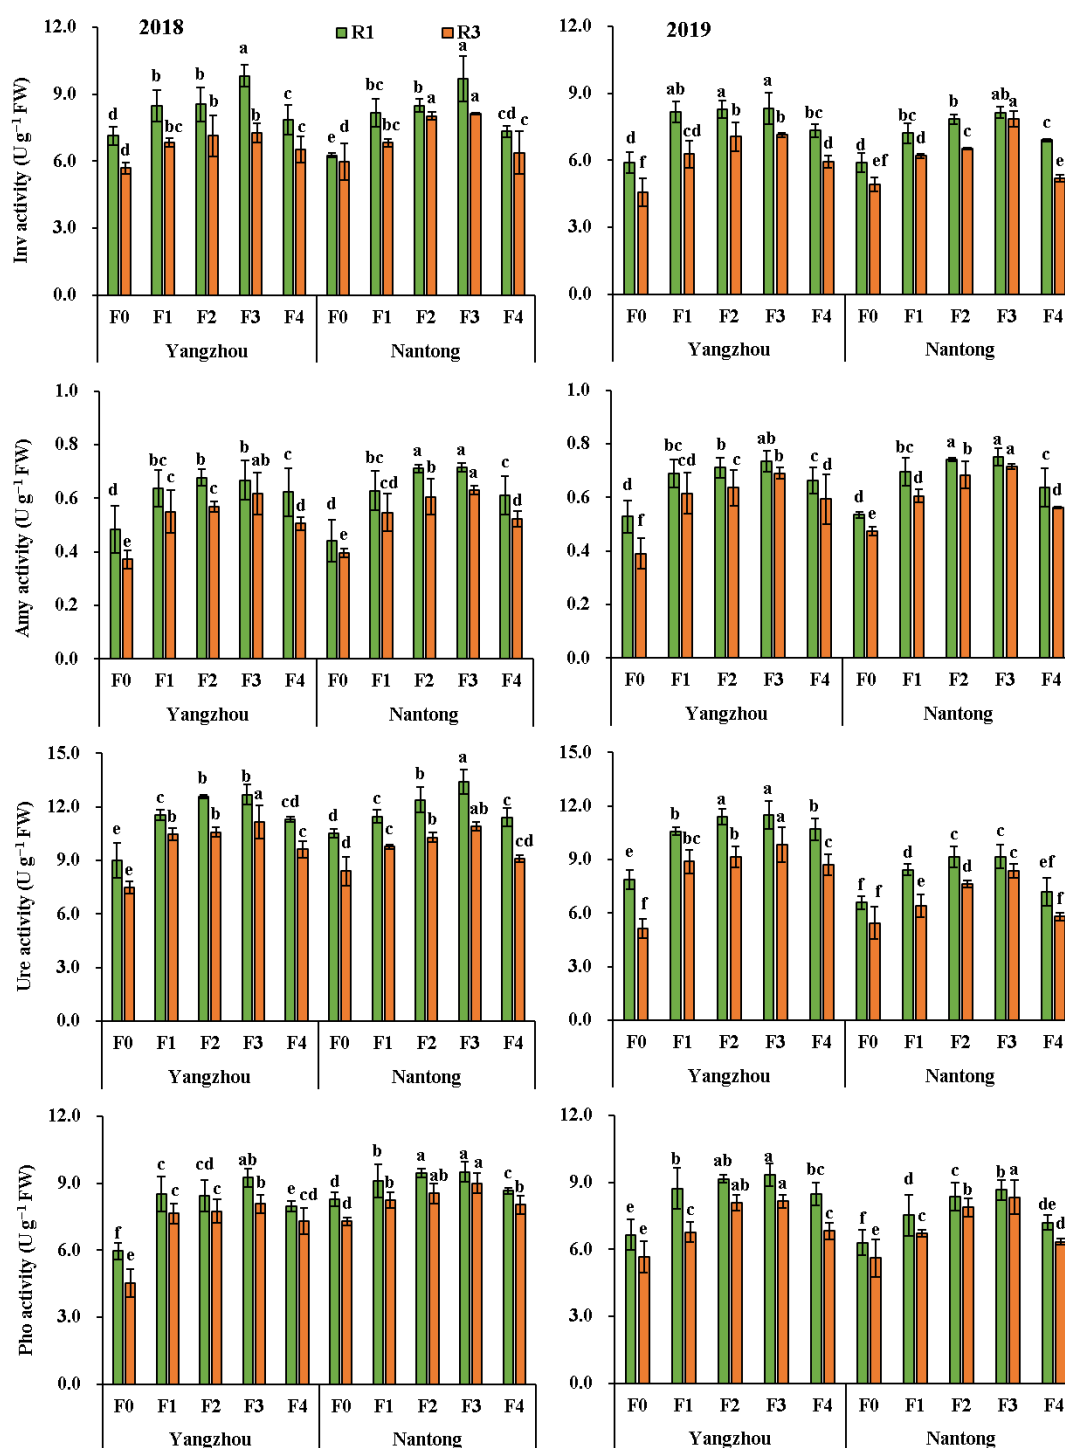 2018
R1 R3
2019
Inv activity (U g⁻¹ FW)
12.0
9.0
6.0
3.0
0.0
d d b bc b b a b c c e d bc bc b a a a cd c
F0 F1 F2 F3 F4 F0 F1 F2 F3 F4
Yangzhou Nantong
12.0
9.0
6.0
3.0
0.0
d f ab c a b a b cd d d ef bc d b c ab a c e
F0 F1 F2 F3 F4 F0 F1 F2 F3 F4
Yangzhou Nantong
Amy activity (U g⁻¹ FW)
1.0
0.8
0.6
0.4
0.2
0.0
d e bc c b c b ab c d d e bc cd a b a a c d
F0 F1 F2 F3 F4 F0 F1 F2 F3 F4
Yangzhou Nantong
1.0
0.8
0.6
0.4
0.2
0.0
d f bc cd b c ab b c d d e bc c a b a a c d
F0 F1 F2 F3 F4 F0 F1 F2 F3 F4
Yangzhou Nantong
Ure activity (U g⁻¹ FW)
15.0
12.0
9.0
6.0
3.0
0.0
e e c b b b b a cd c d d c c b b a ab c cd
F0 F1 F2 F3 F4 F0 F1 F2 F3 F4
Yangzhou Nantong
15.0
12.0
9.0
6.0
3.0
0.0
e f b bc a b a a b c f f d e c d c c ef f
F0 F1 F2 F3 F4 F0 F1 F2 F3 F4
Yangzhou Nantong
Pho activity (U g⁻¹ FW)
12.0
9.0
6.0
3.0
0.0
f e c c cd c ab b e cd d d b b a ab a a c b
F0 F1 F2 F3 F4 F0 F1 F2 F3 F4
Yangzhou Nantong
12.0
9.0
6.0
3.0
0.0
e e b c ab b a b bc c f e d c c b b a de d
F0 F1 F2 F3 F4 F0 F1 F2 F3 F4
Yangzhou Nantong